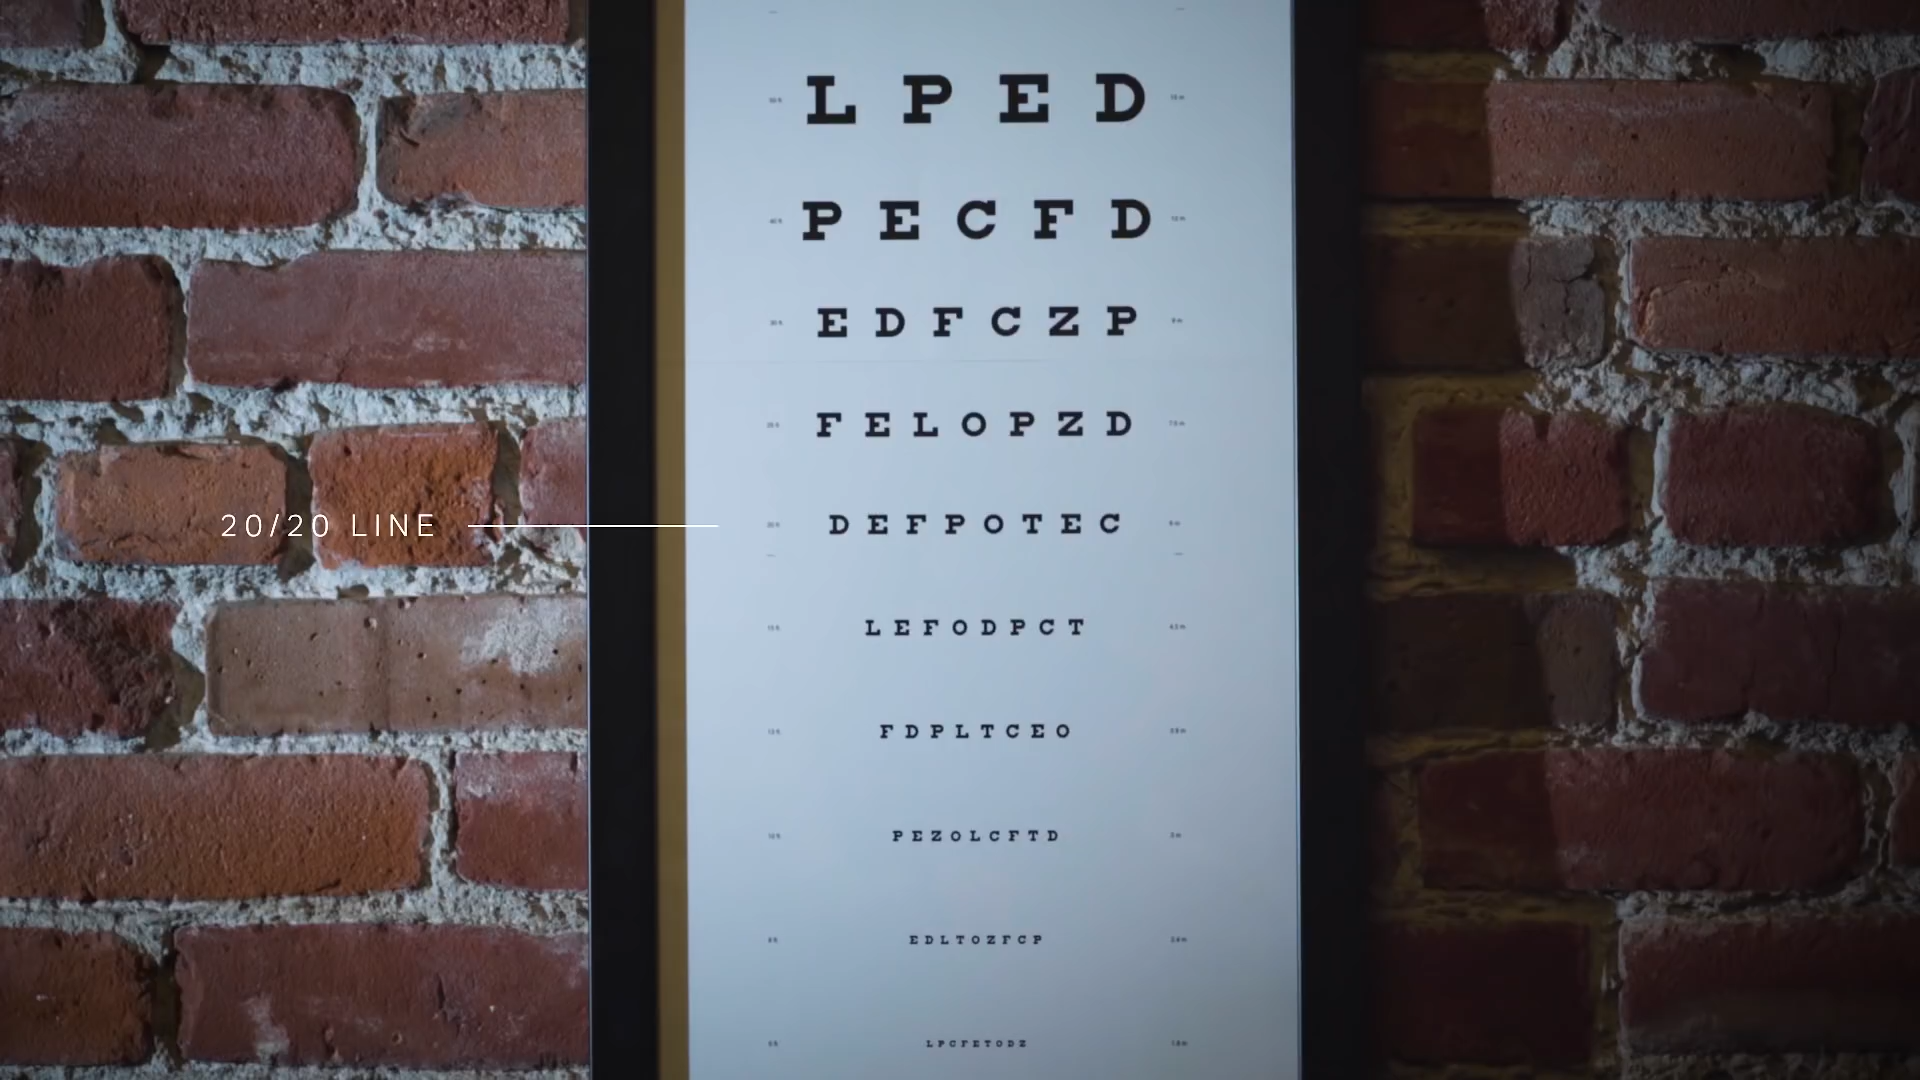 L P E D
P E C F D
E D F C Z P
F E L O P Z D
20/20 LINE
D E F P O T E C
L E F O D P C T
F D P L T C E O
P E Z O L C F T D
E D L T O Z F C P
L P C F E T O D Z